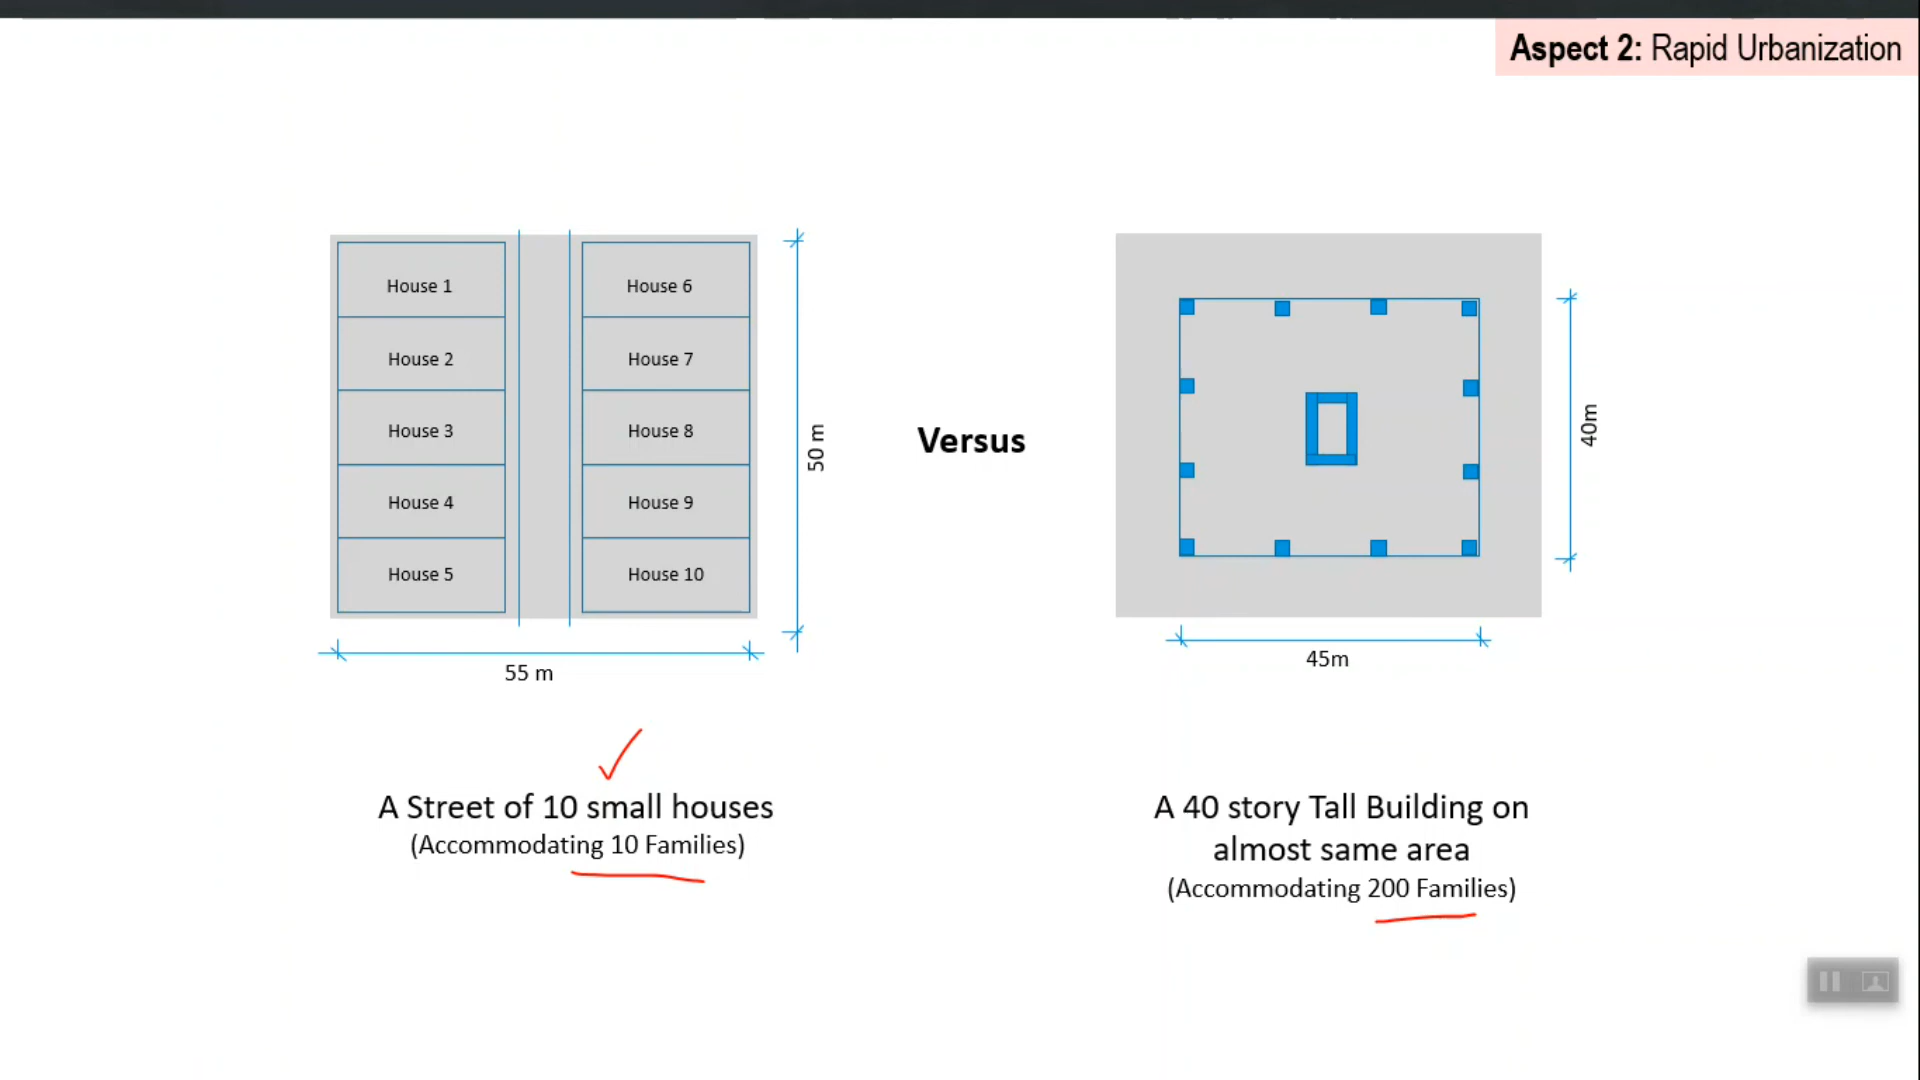 Aspect 2: Rapid Urbanization
House 1
House 2
House 3
House 4
House 5
House 6
House 7
House 8
House 9
House 10
50 m
55 m
Versus
40m
45m
A Street of 10 small houses
(Accommodating 10 Families)
A 40 story Tall Building on
almost same area
(Accommodating 200 Families)